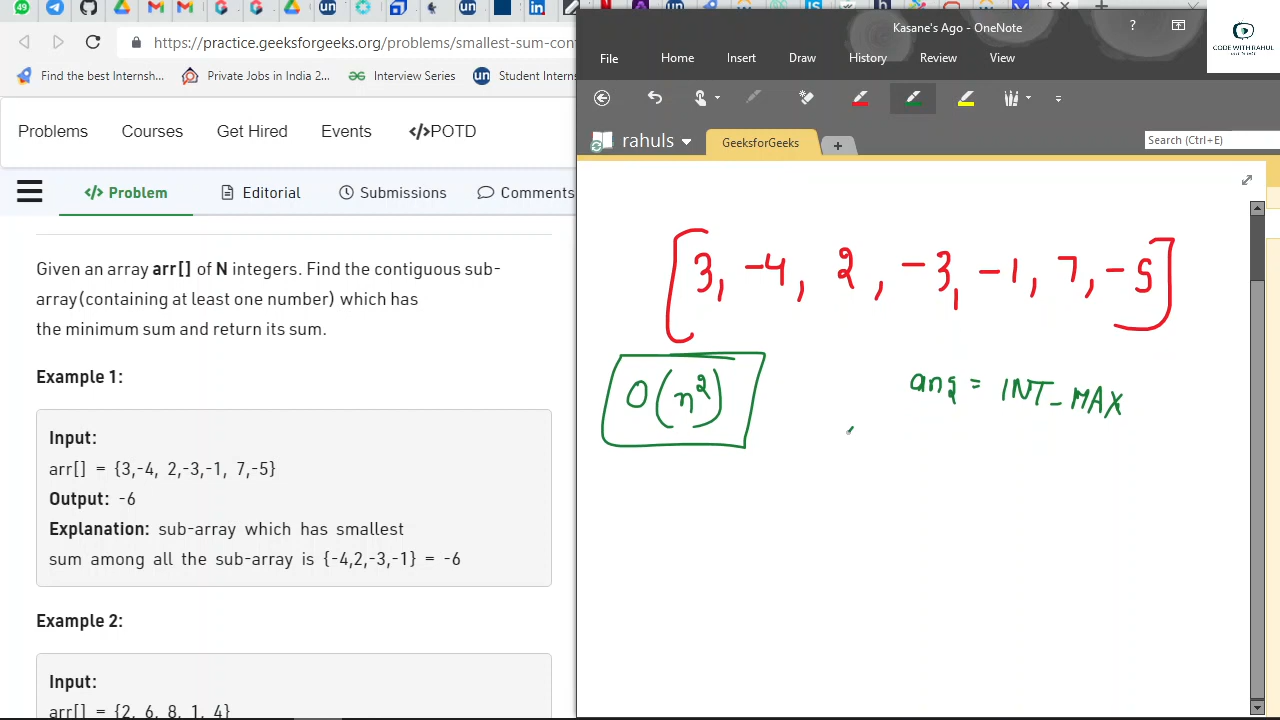 49
Kasane's Ago - OneNote
?
CODE WITH RAHUL
https://practice.geeksforgeeks.org/problems/smallest-sum-con
File Home Insert Draw History Review View
Find the best Internsh... Private Jobs in India 2... Interview Series Student Intern
Problems Courses Get Hired Events </>POTD
rahuls GeeksforGeeks +
Search (Ctrl+E)
</> Problem Editorial Submissions Comments
Given an array arr[] of N integers. Find the contiguous sub-
array(containing at least one number) which has
the minimum sum and return its sum.
Example 1:
Input:
arr[] = {3,-4, 2,-3,-1, 7,-5}
Output: -6
Explanation: sub-array which has smallest
sum among all the sub-array is {-4,2,-3,-1} = -6
Example 2:
Input:
arr[] = {2, 6, 8, 1, 4}
[3, -4, 2, -3, -1, 7, -5]
O(n²)
ans = INT_MAX